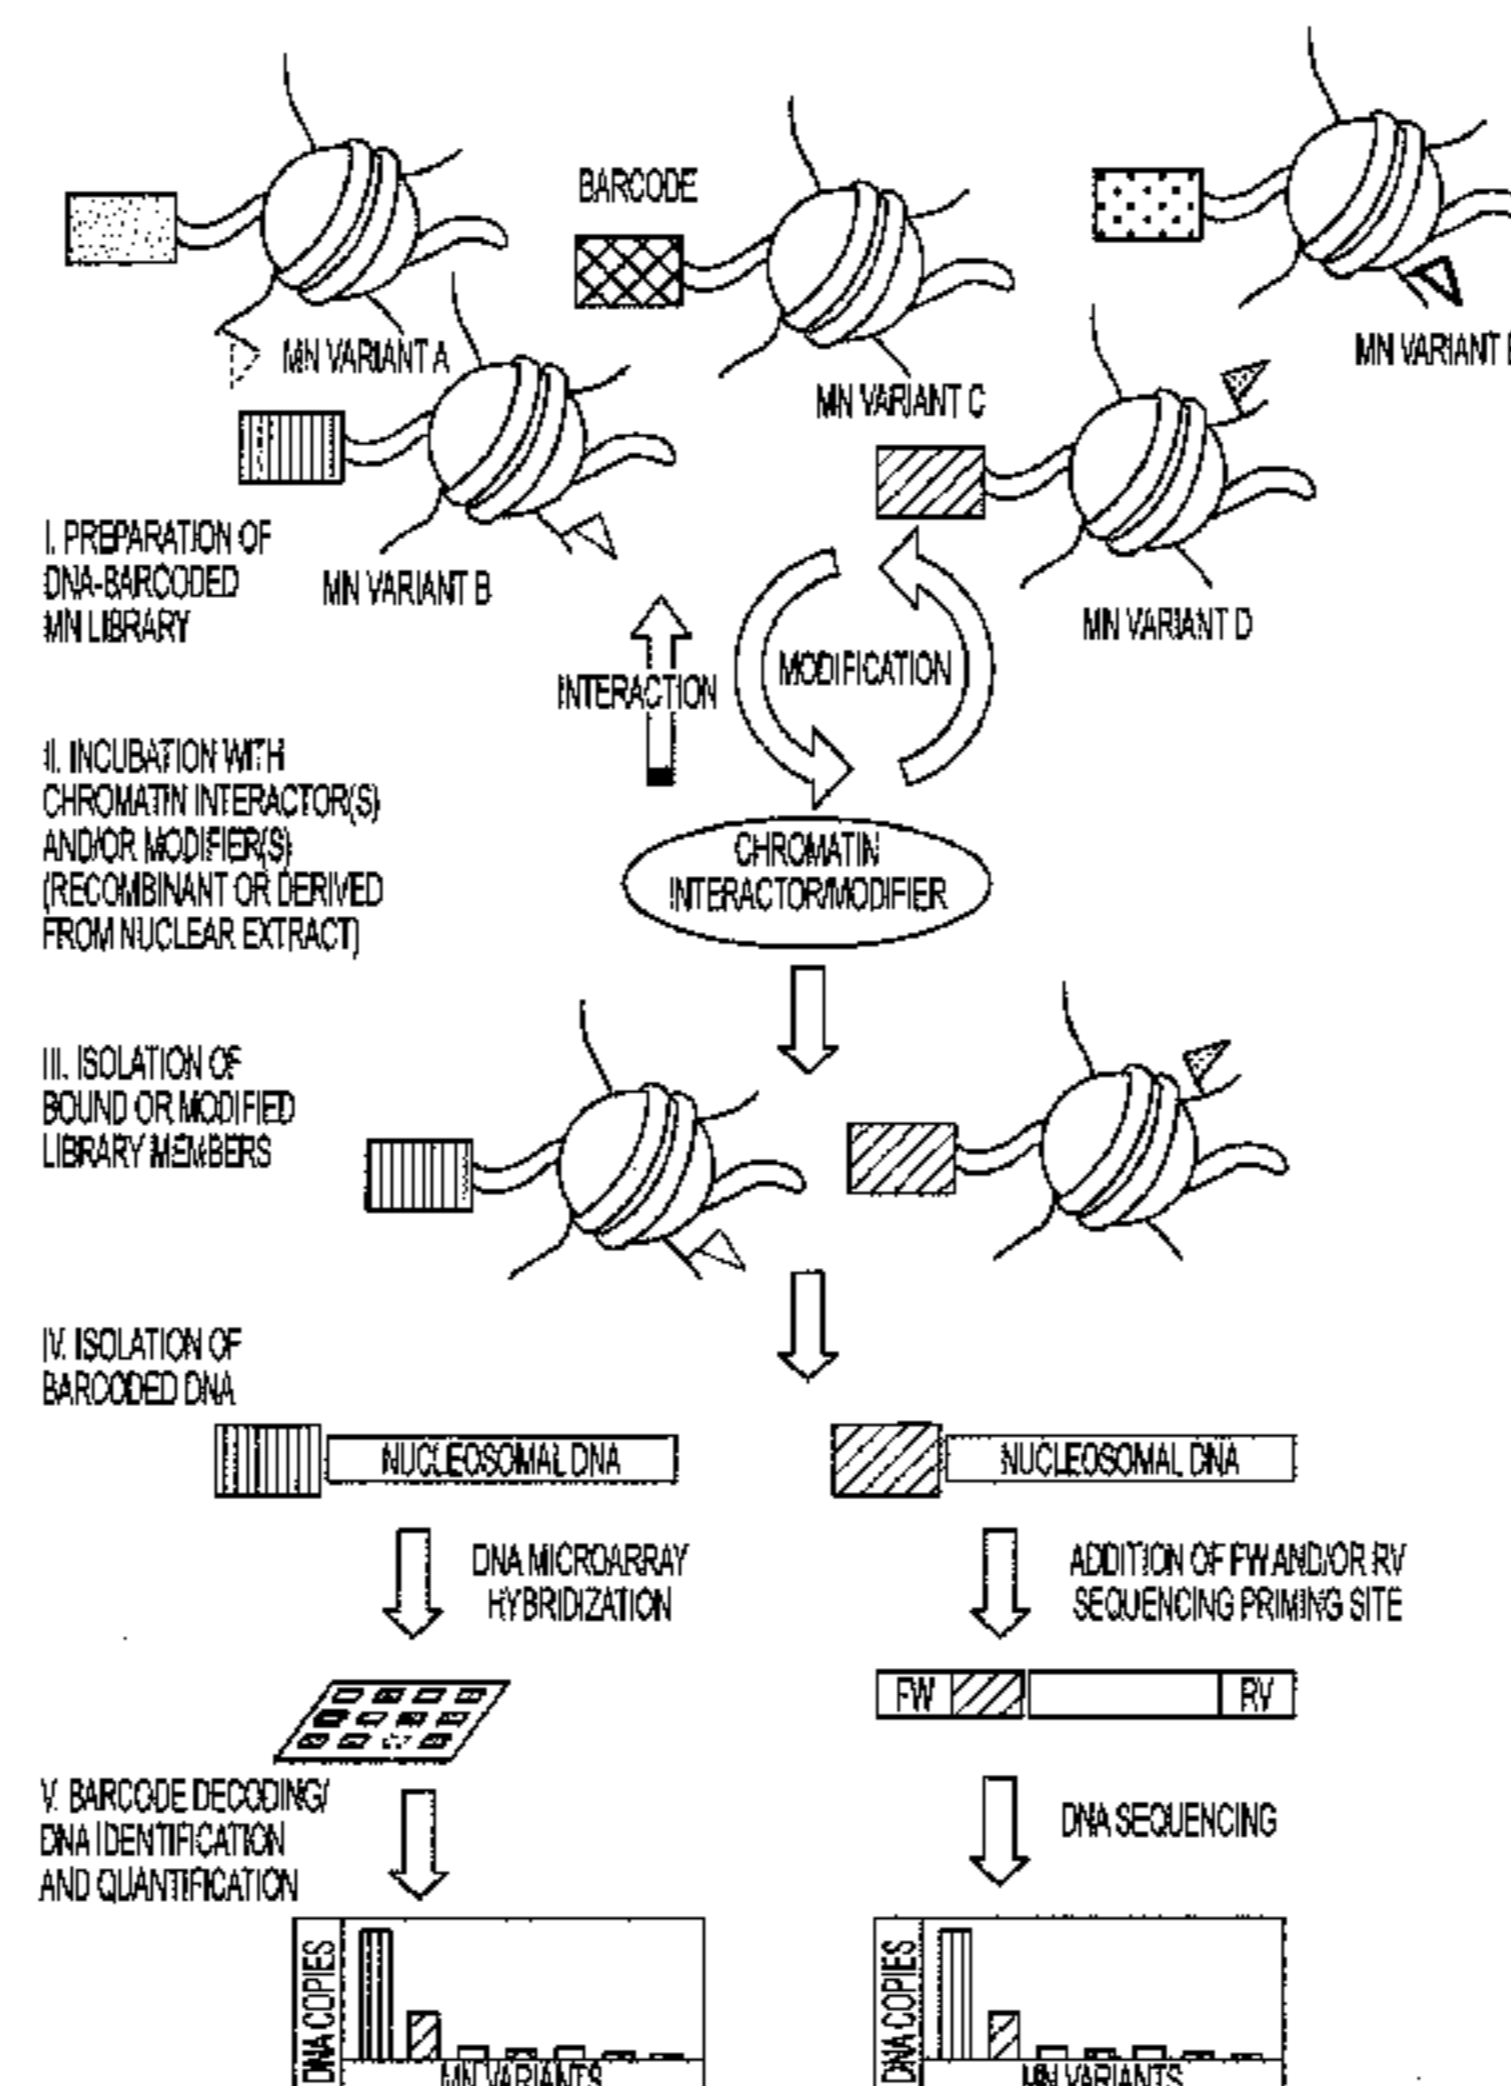 BARCODE
MN VARIANT A
MN VARIANT C
MN VARIANT
I. PREPARATION OF
DNA-BARCODED
MN LIBRARY
MN VARIANT B
MN VARIANT D
INTERACTION
MODIFICATION
II. INCUBATION WITH
CHROMATIN INTERACTOR(S)
AND/OR MODIFIER(S)
(RECOMBINANT OR DERIVED
FROM NUCLEAR EXTRACT)
CHROMATIN
INTERACTOR/MODIFIER
III. ISOLATION OF
BOUND OR MODIFIED
LIBRARY MEMBERS
IV. ISOLATION OF
BARCODED DNA
NUCLEOSOMAL DNA
NUCLEOSOMAL DNA
DNA MICROARRAY
HYBRIDIZATION
ADDITION OF FW AND/OR RV
SEQUENCING PRIMING SITE
FW
RV
V. BARCODE DECODING/
DNA IDENTIFICATION
AND QUANTIFICATION
DNA SEQUENCING
DNA COPIES
MN VARIANTS
DNA COPIES
MN VARIANTS